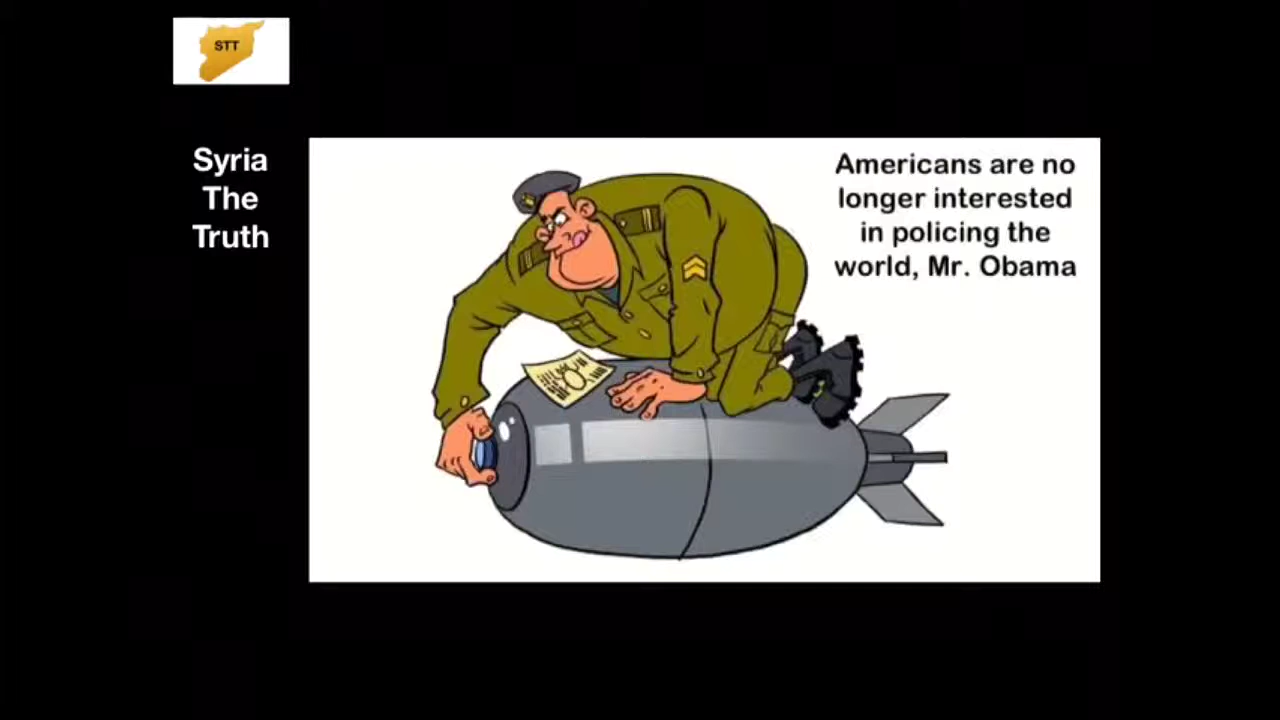 STT
Syria
The
Truth
Americans are no
longer interested
in policing the
world, Mr. Obama